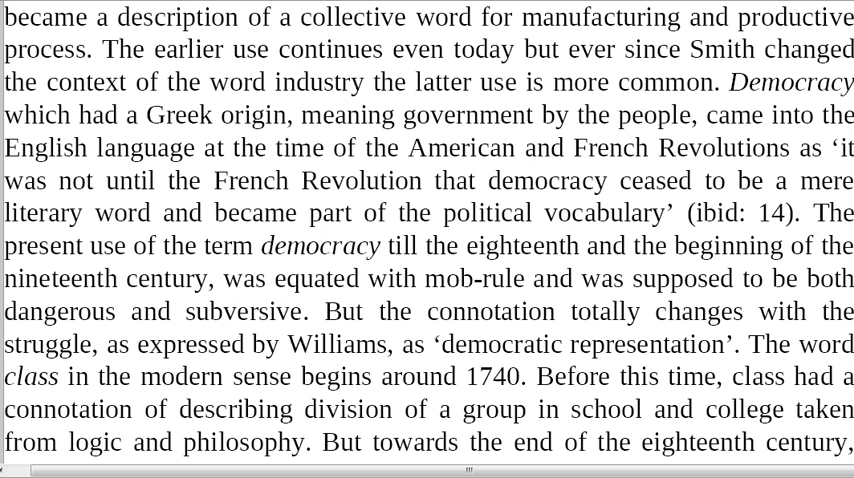 became a description of a collective word for manufacturing and productive
process. The earlier use continues even today but ever since Smith changed
the context of the word industry the latter use is more common. Democracy
which had a Greek origin, meaning government by the people, came into the
English language at the time of the American and French Revolutions as ‘it
was not until the French Revolution that democracy ceased to be a mere
literary word and became part of the political vocabulary’ (ibid: 14). The
present use of the term democracy till the eighteenth and the beginning of the
nineteenth century, was equated with mob-rule and was supposed to be both
dangerous and subversive. But the connotation totally changes with the
struggle, as expressed by Williams, as ‘democratic representation’. The word
class in the modern sense begins around 1740. Before this time, class had a
connotation of describing division of a group in school and college taken
from logic and philosophy. But towards the end of the eighteenth century,